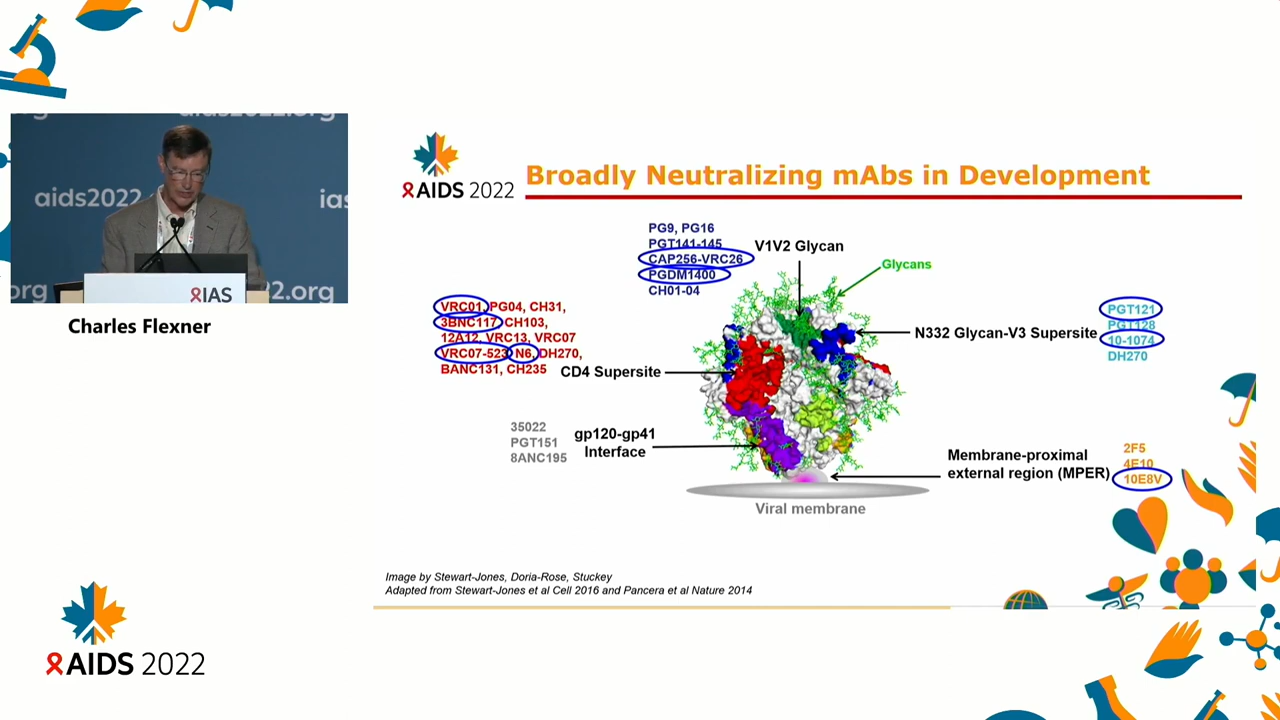 aids2022.org
aids2022
ias
org
2.org
IAS
Charles Flexner
AIDS 2022
Broadly Neutralizing mAbs in Development
PG9, PG16
PGT141-145
CAP256-VRC26
PGDM1400
CH01-04
V1V2 Glycan
Glycans
VRC01, PG04, CH31,
3BNC117, CH103,
12A12, VRC13, VRC07
VRC07-523, N6, DH270,
BANC131, CH235
CD4 Supersite
N332 Glycan-V3 Supersite
PGT121
PGT128
10-1074
DH270
35022
PGT151
8ANC195
gp120-gp41
Interface
Membrane-proximal
external region (MPER)
2F5
4E10
10E8V
Viral membrane
Image by Stewart-Jones, Doria-Rose, Stuckey
Adapted from Stewart-Jones et al Cell 2016 and Pancera et al Nature 2014
AIDS 2022